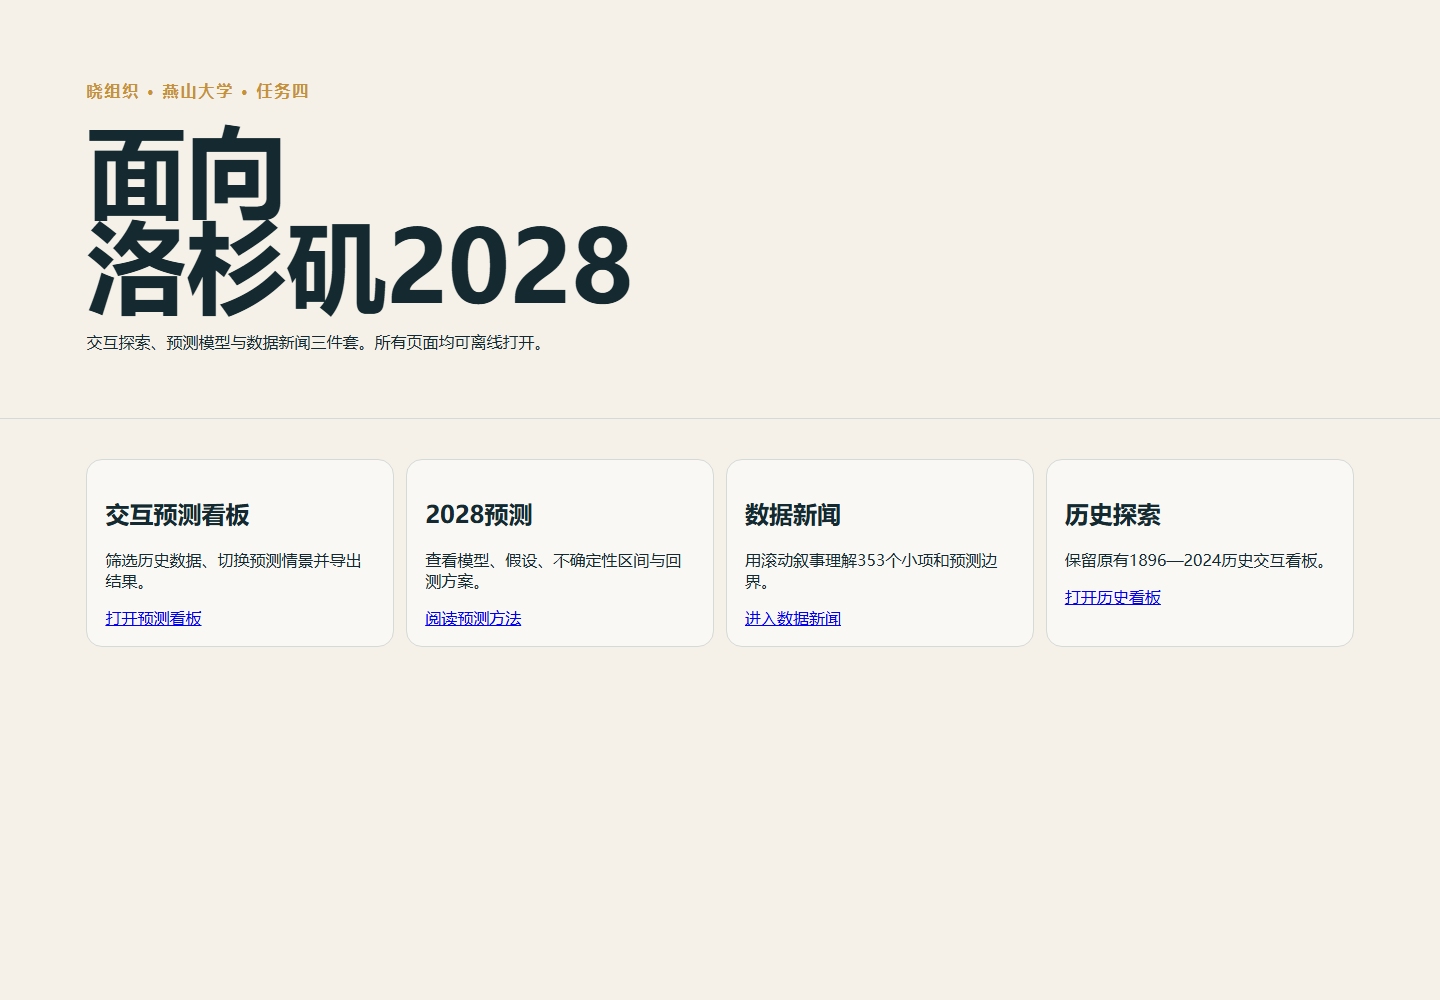 晓组织 • 燕山大学 • 任务四
面向
洛杉矶2028
交互探索、预测模型与数据新闻三件套。所有页面均可离线打开。
交互预测看板
筛选历史数据、切换预测情景并导出
结果。
打开预测看板
2028预测
查看模型、假设、不确定性区间与回
测方案。
阅读预测方法
数据新闻
用滚动叙事理解353个小项和预测边
界。
进入数据新闻
历史探索
保留原有1896—2024历史交互看板。
打开历史看板